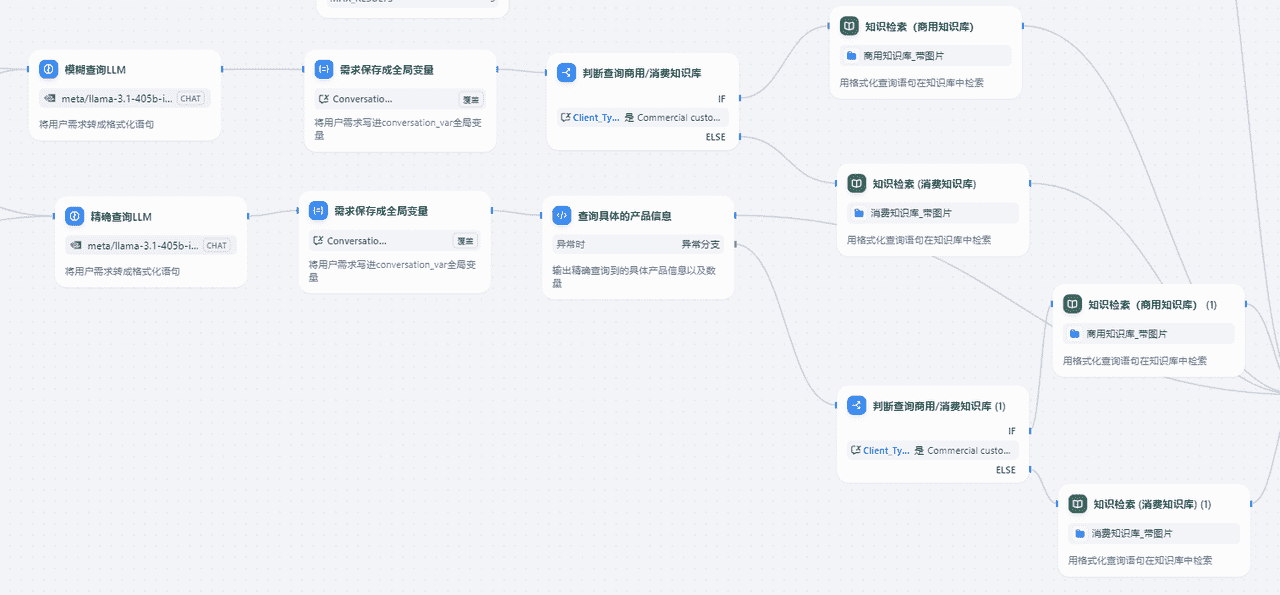 模糊查询LLM
meta/llama-3.1-405b-i... CHAT
将用户需求转成格式化语句
需求保存成全局变量
Conversatio... 覆盖
将用户需求写进conversation_var全局变
量
判断查询商用/消费知识库
IF
Client_Ty... 是 Commercial custo...
ELSE
知识检索（商用知识库）
商用知识库_带图片
用格式化查询语句在知识库中检索
知识检索 (消费知识库)
消费知识库_带图片
用格式化查询语句在知识库中检索
精确查询LLM
meta/llama-3.1-405b-i... CHAT
将用户需求转成格式化语句
需求保存成全局变量
Conversatio... 覆盖
将用户需求写进conversation_var全局变
量
查询具体的产品信息
异常时 异常分支
输出精确查询到的具体产品信息以及数
量
知识检索（商用知识库） (1)
商用知识库_带图片
用格式化查询语句在知识库中检索
判断查询商用/消费知识库 (1)
IF
Client_Ty... 是 Commercial custo...
ELSE
知识检索 (消费知识库) (1)
消费知识库_带图片
用格式化查询语句在知识库中检索